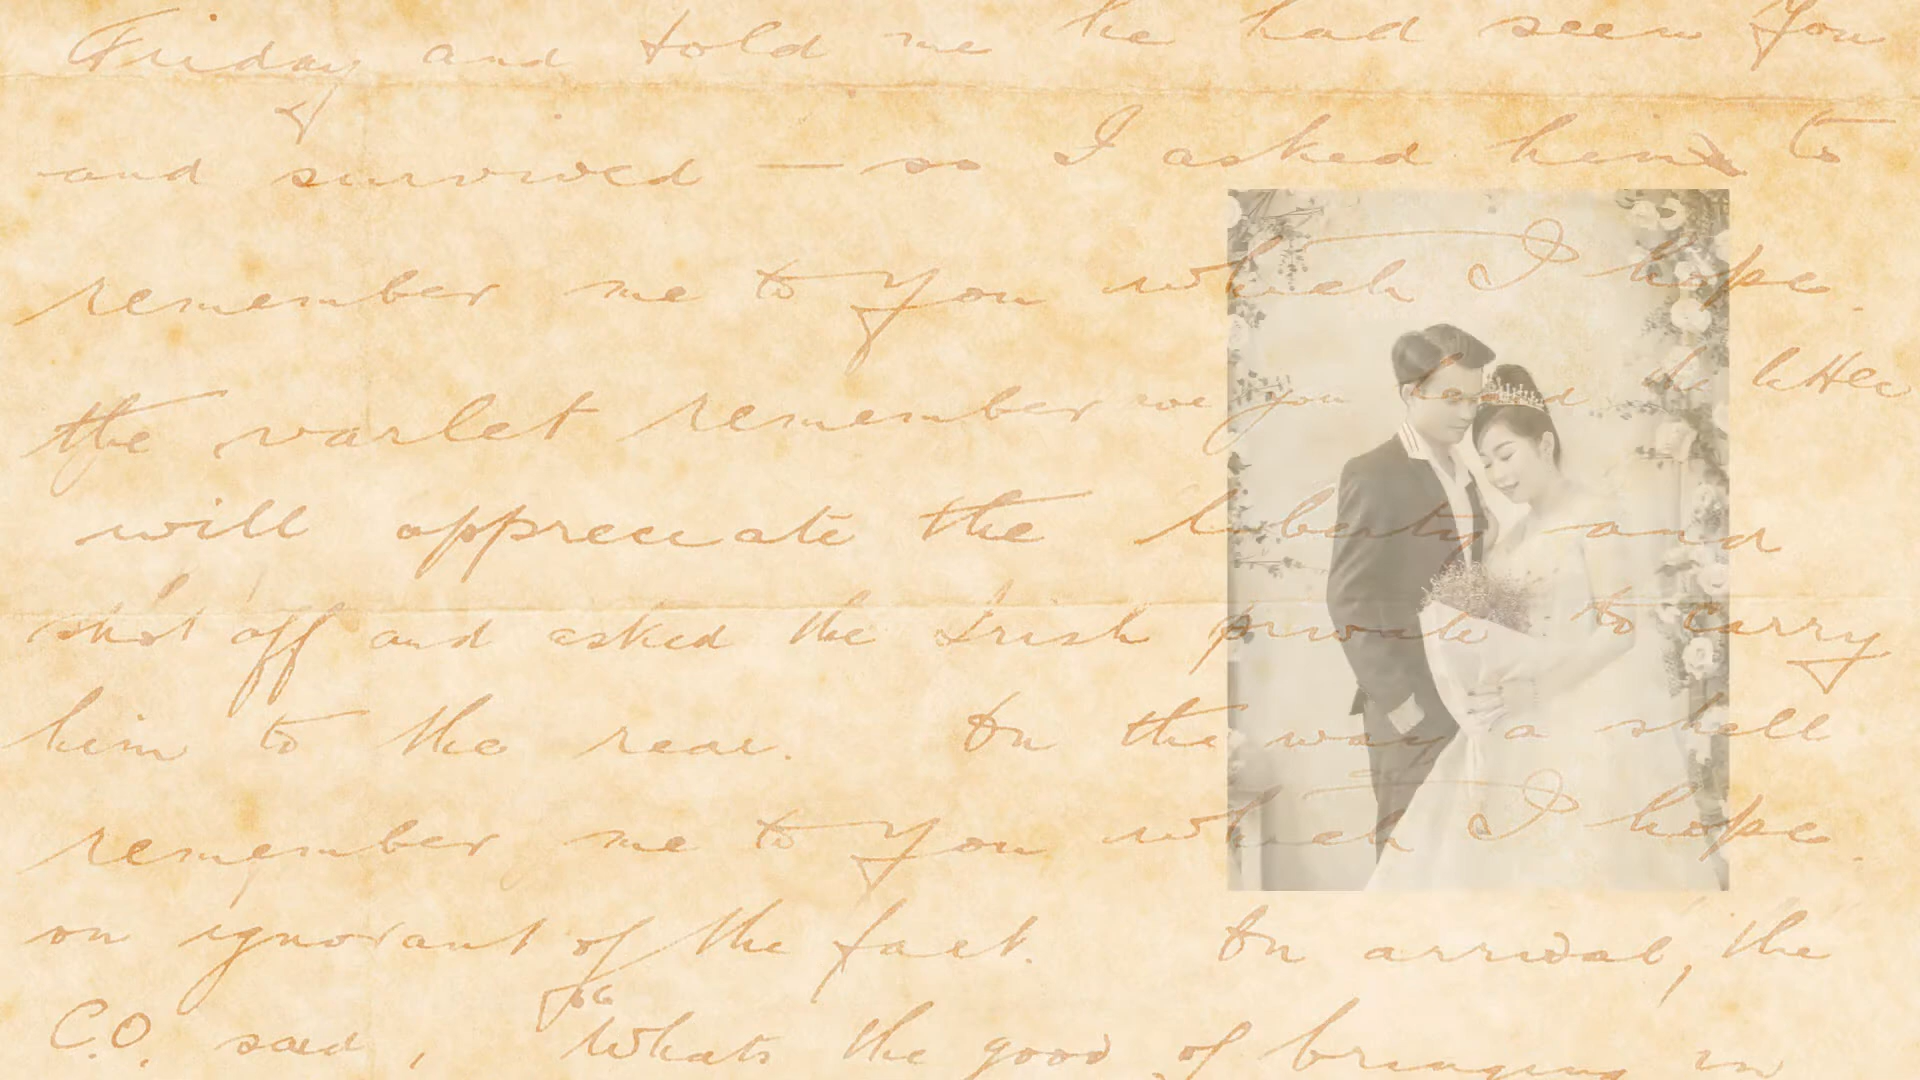 Friday and told me he had seen you
and survived — so I asked him to
remember me to you which I hope.
the varlet remember me you the letter
will appreciate the liberty and
shot off and asked the Irish private to carry
him to the rear. On the way a shell
remember me to you which I hope.
on ignorant of the fact. On arrival, the
C.O. said, "Whats the good of bringing in